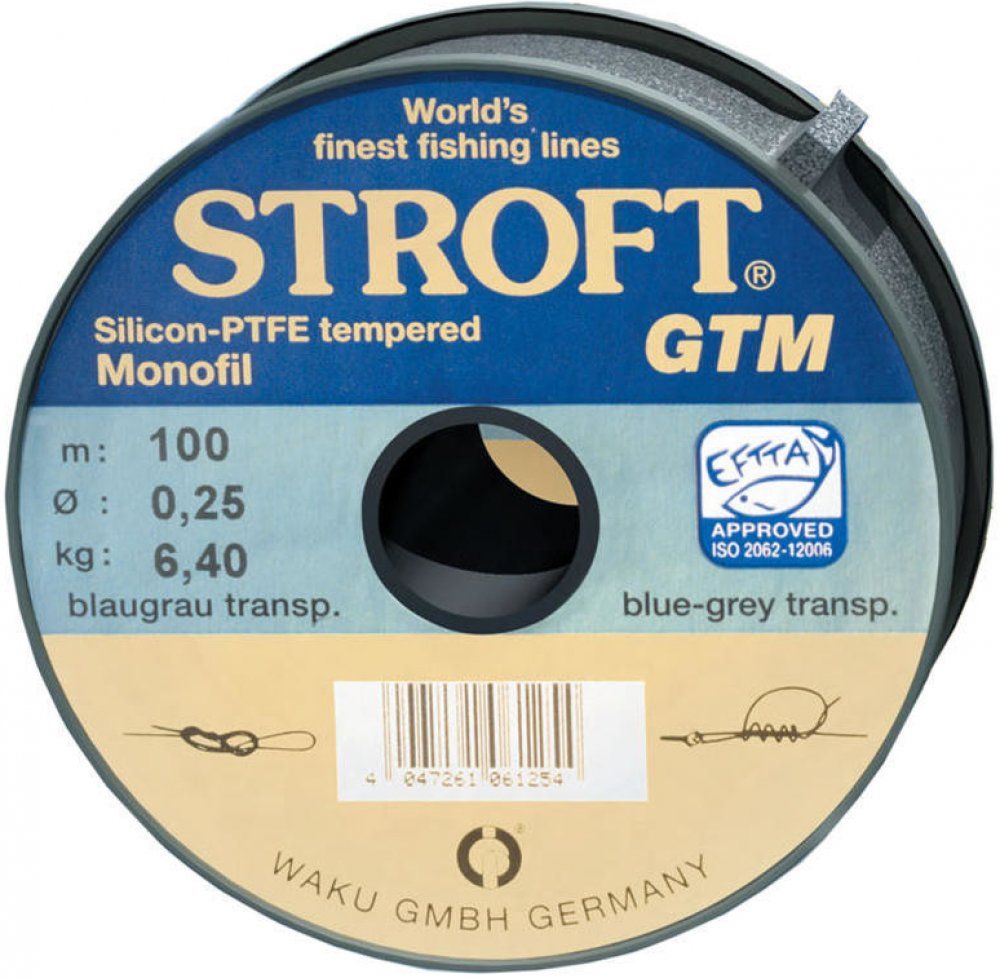 World's
finest fishing lines
STROFT®
Silicon-PTFE tempered
GTM
Monofil
m: 100
Ø : 0,25
kg: 6,40
blaugrau transp.
EFTTA
APPROVED
ISO 2062-12006
blue-grey transp.
4 047261 061254
®
WAKU GMBH GERMANY